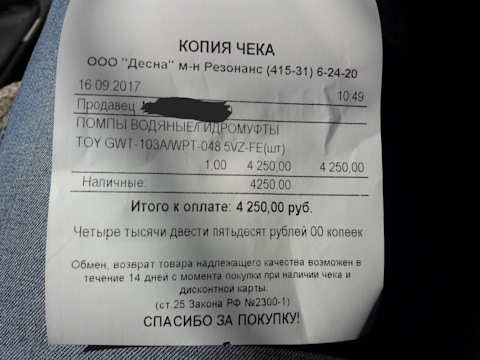 КОПИЯ ЧЕКА
ООО "Десна" м-н Резонанс (415-31) 6-24-20
16.09.2017 10:49
Продавец
ПОМПЫ ВОДЯНЫЕ/ГИДРОМУФТЫ
TOY GWT-103A/WPT-048 5VZ-FE(шт)
1,00 4 250,00 4 250,00
Наличные: 4250.00
Итого к оплате: 4 250,00 руб.
Четыре тысячи двести пятьдесят рублей 00 копеек
Обмен, возврат товара надлежащего качества возможен в
течение 14 дней с момента покупки при наличии чека и
дисконтной карты.
(ст.25 Закона РФ №2300-1)
СПАСИБО ЗА ПОКУПКУ!